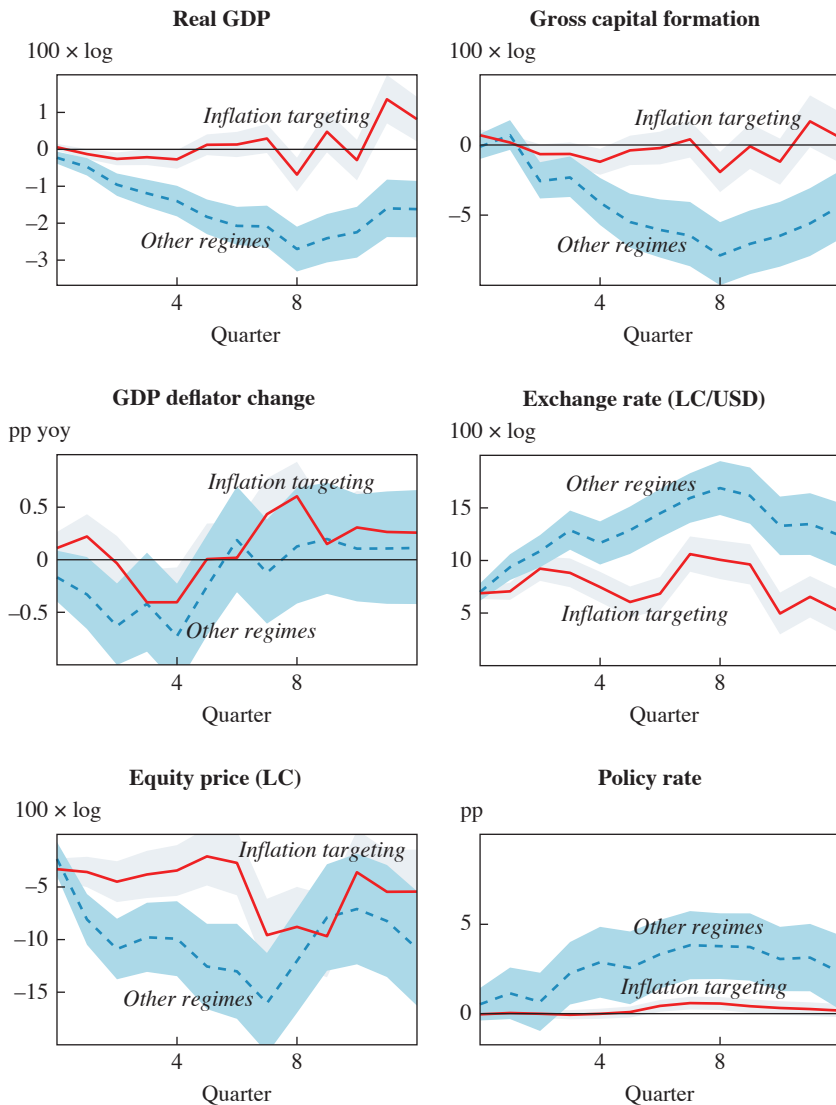 Real GDP
100 × log
1
0
–1
–2
–3
Inflation targeting
Other regimes
4
8
Quarter
Gross capital formation
100 × log
0
–5
Inflation targeting
Other regimes
4
8
Quarter
GDP deflator change
pp yoy
0.5
0
–0.5
Inflation targeting
Other regimes
4
8
Quarter
Exchange rate (LC/USD)
100 × log
15
10
5
Other regimes
Inflation targeting
4
8
Quarter
Equity price (LC)
100 × log
–5
–10
–15
Inflation targeting
Other regimes
4
8
Quarter
Policy rate
pp
5
0
Other regimes
Inflation targeting
4
8
Quarter